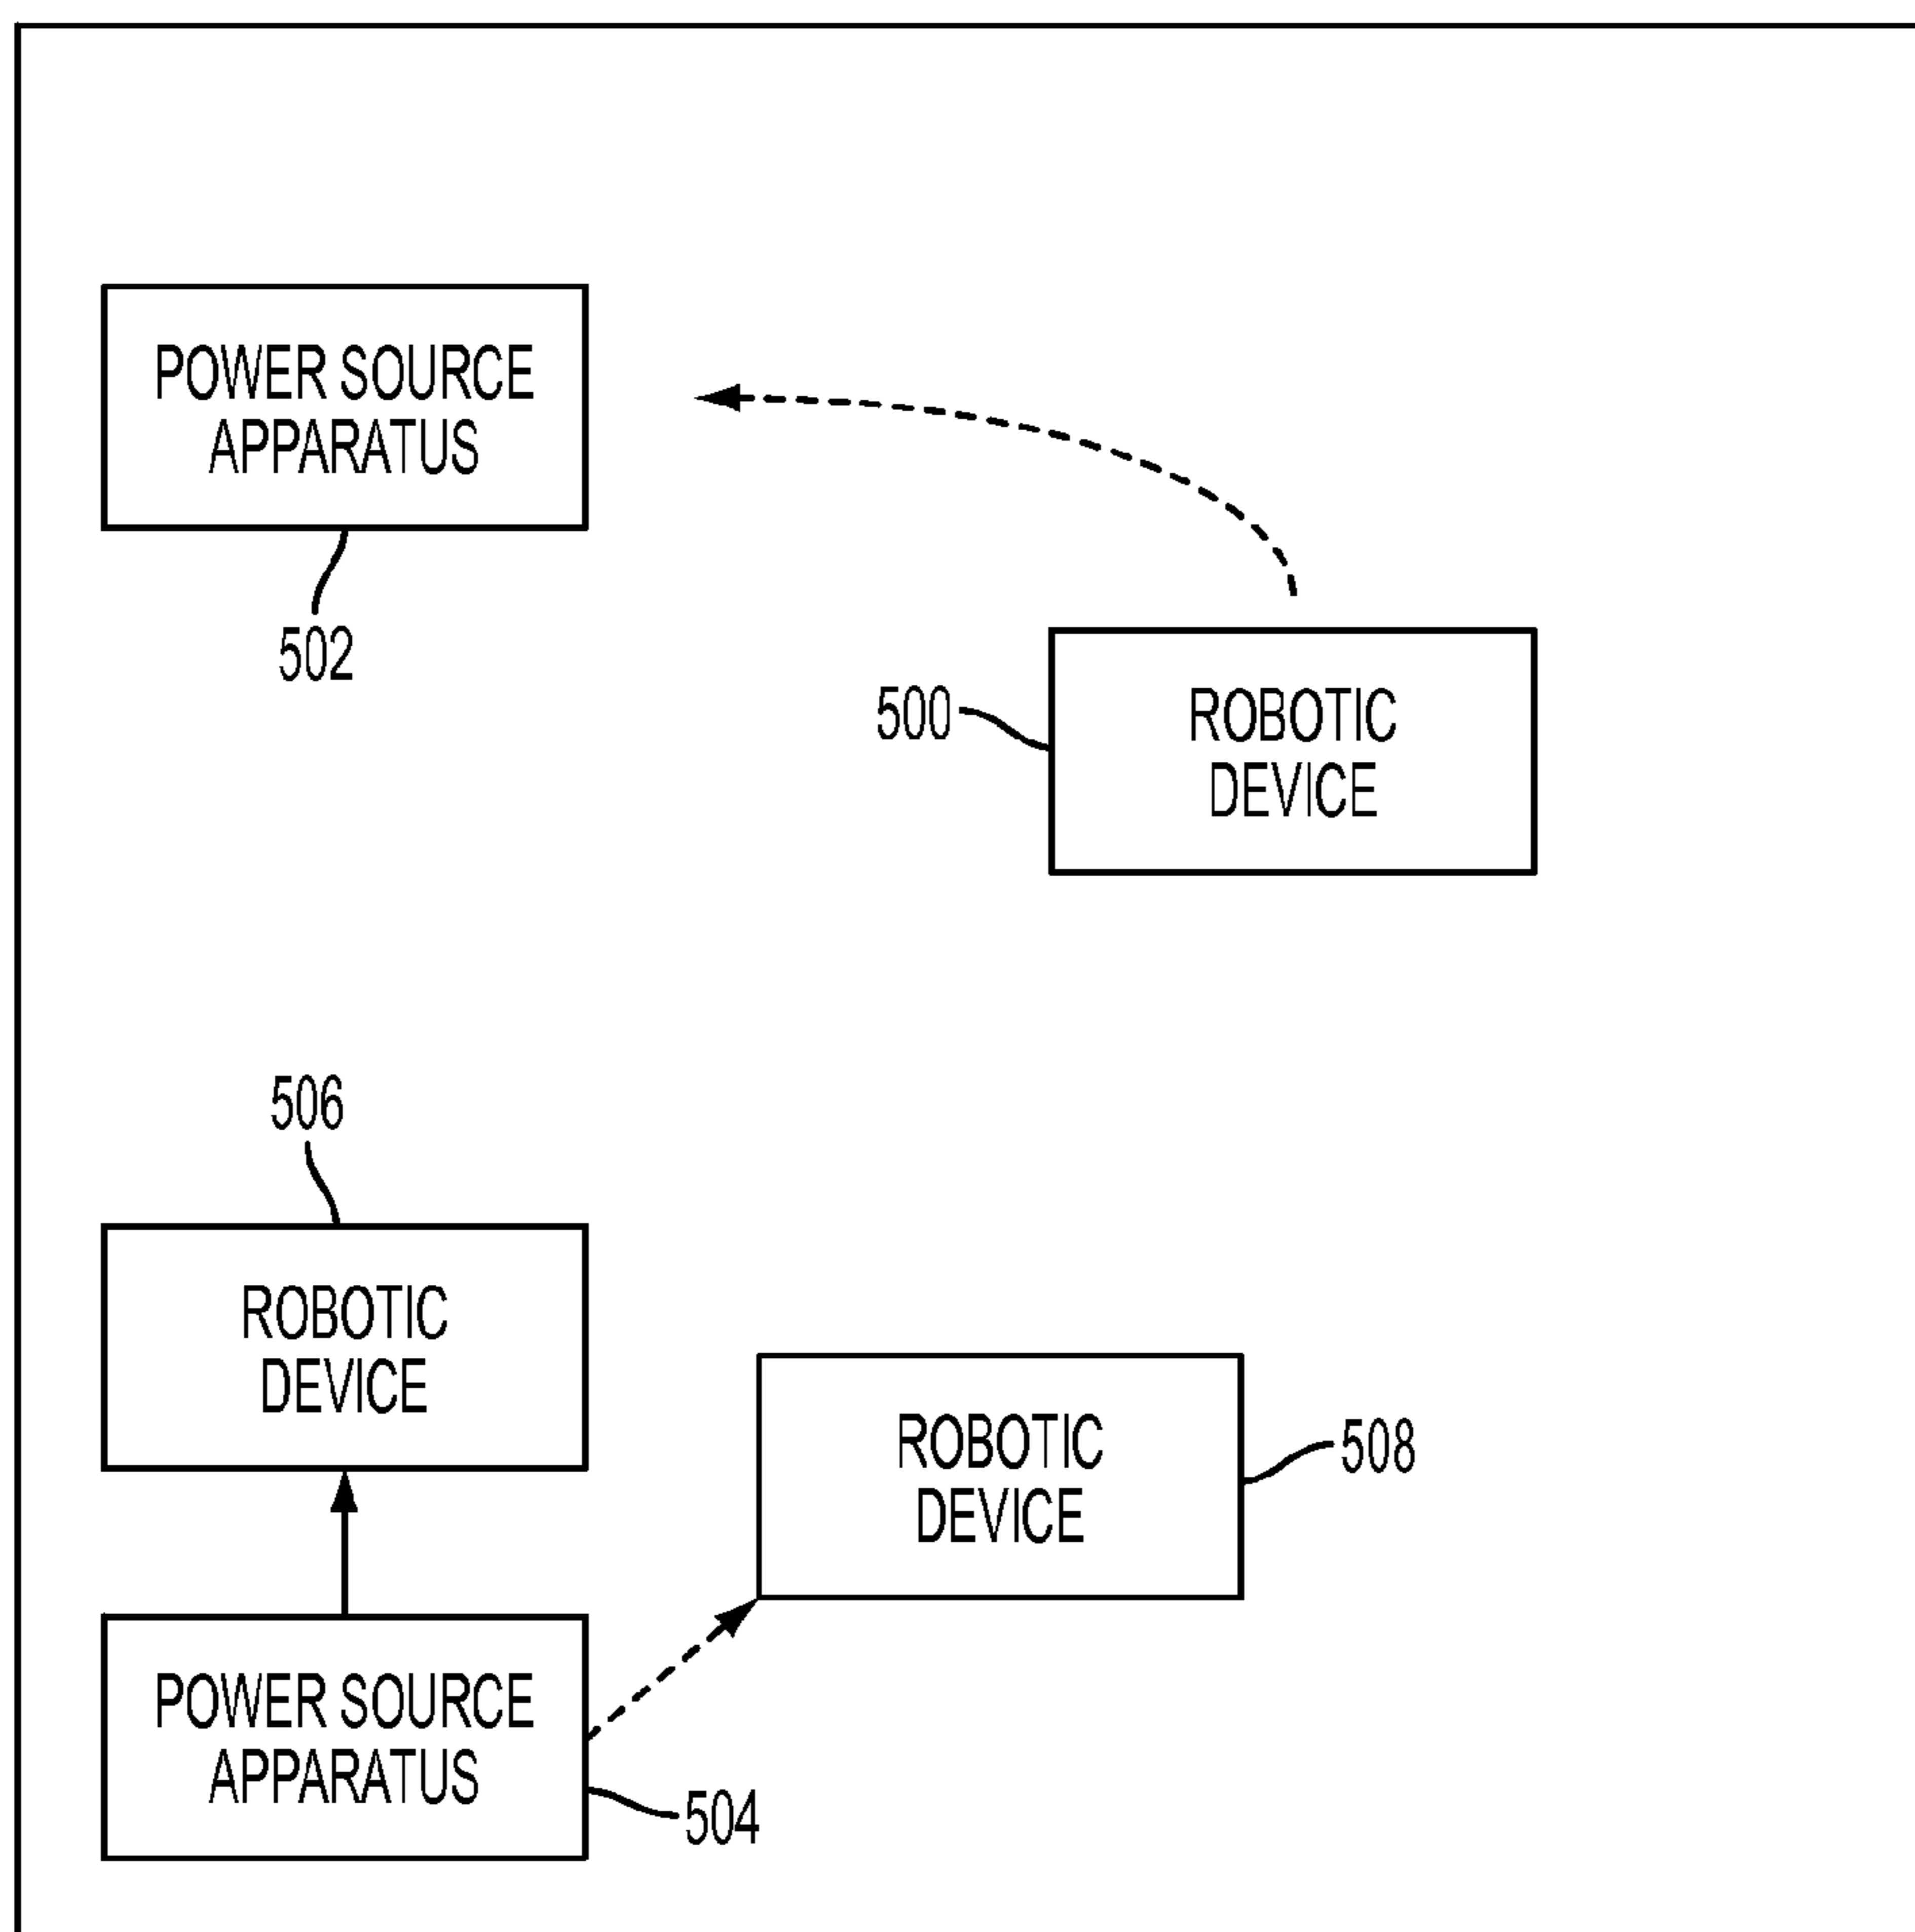 POWER SOURCE
APPARATUS
502
500
ROBOTIC
DEVICE
506
ROBOTIC
DEVICE
ROBOTIC
DEVICE
508
POWER SOURCE
APPARATUS
504